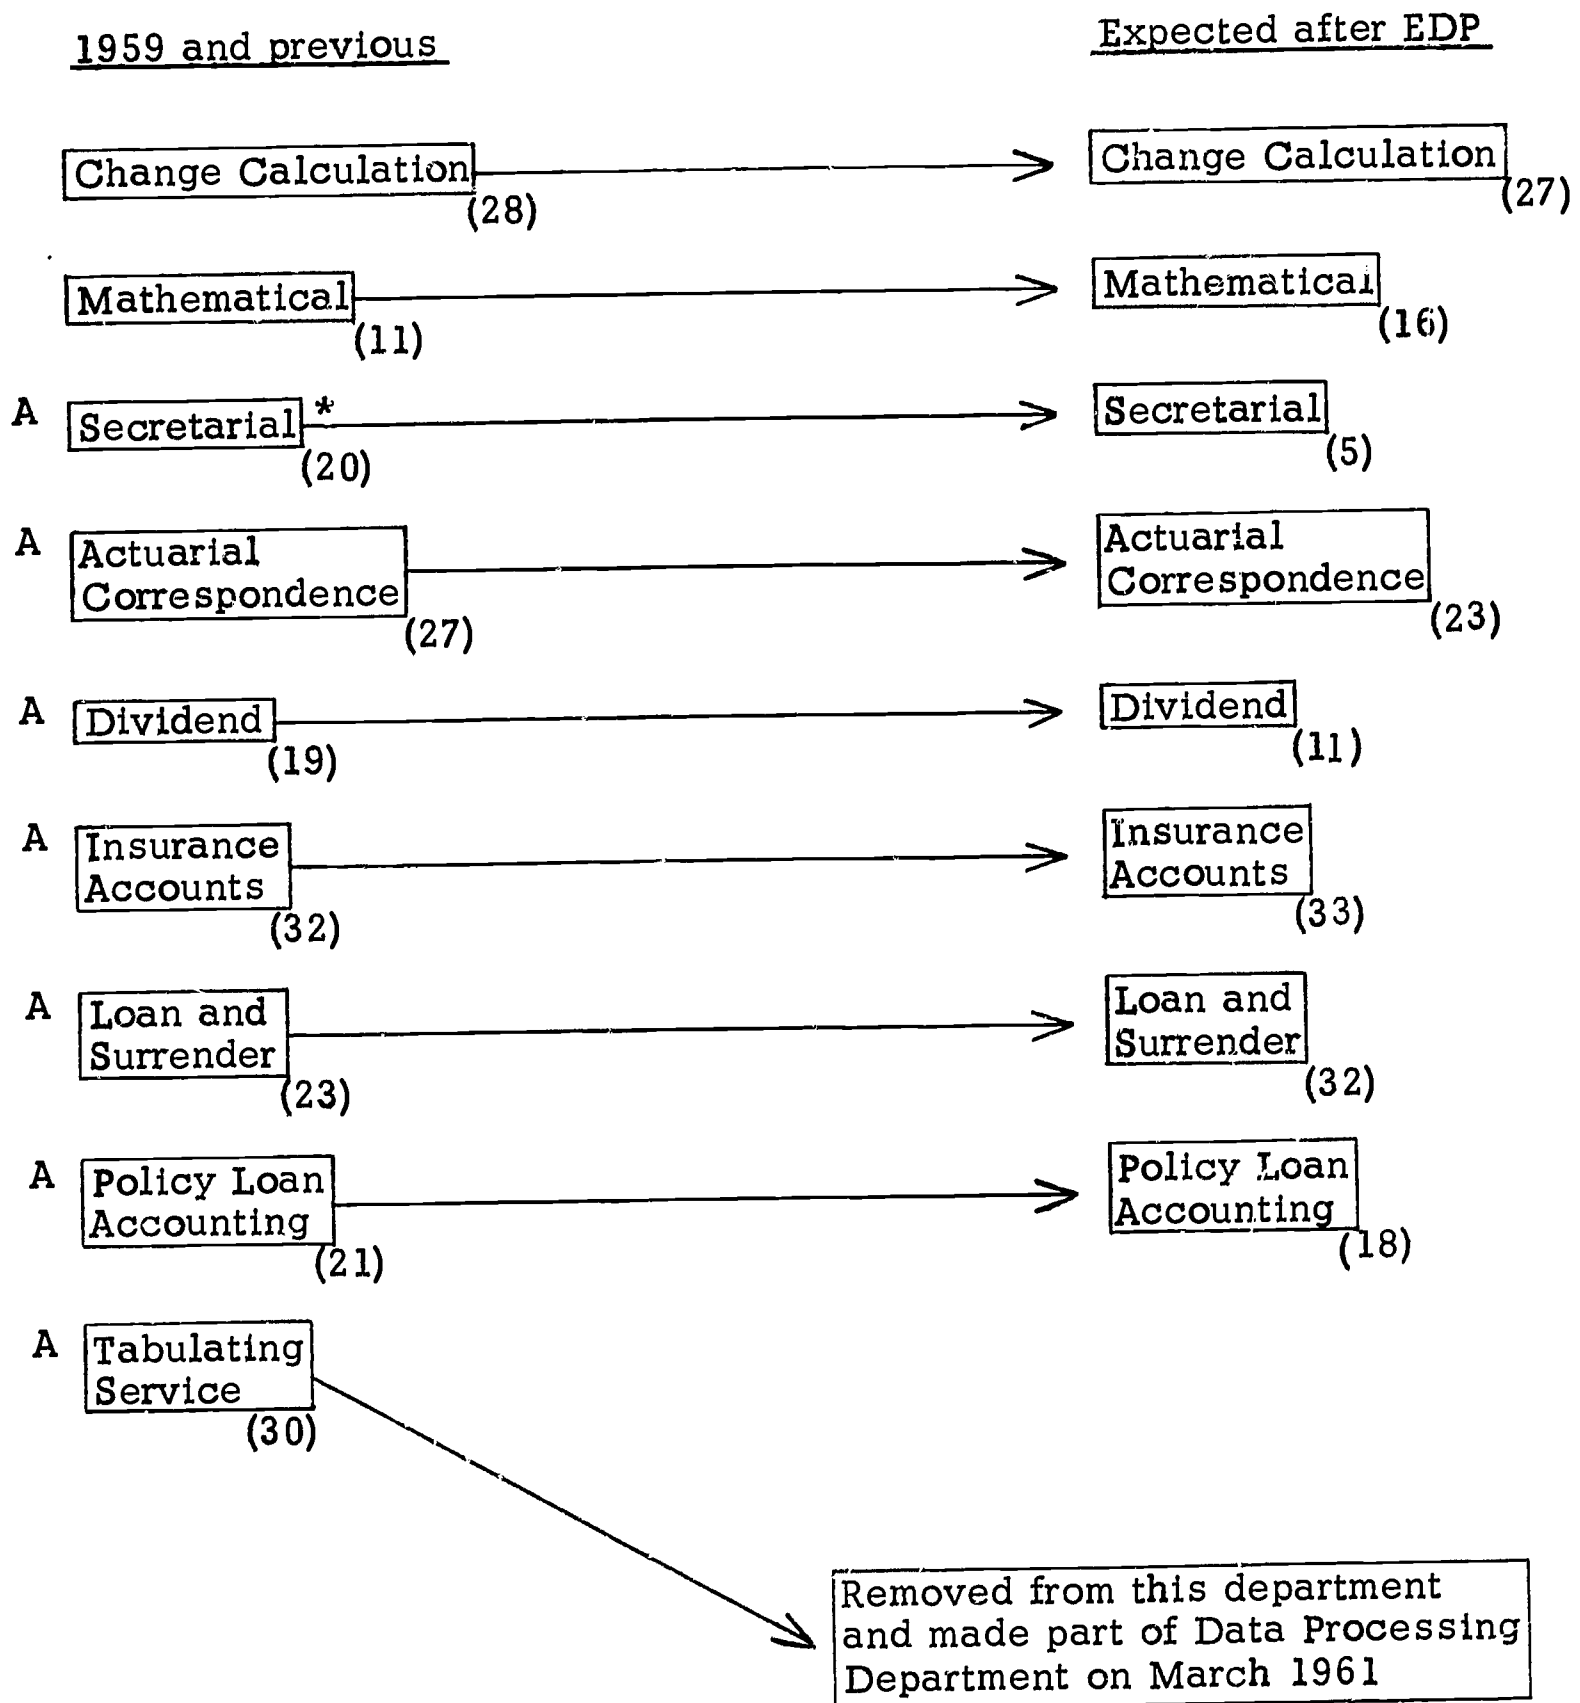 1959 and previous
Expected after EDP
Change Calculation
(28)
Change Calculation
(27)
Mathematical
(11)
Mathematical
(16)
A Secretarial *
(20)
Secretarial
(5)
A Actuarial
Correspondence
(27)
Actuarial
Correspondence
(23)
A Dividend
(19)
Dividend
(11)
A Insurance
Accounts
(32)
Insurance
Accounts
(33)
A Loan and
Surrender
(23)
Loan and
Surrender
(32)
A Policy Loan
Accounting
(21)
Policy Loan
Accounting
(18)
A Tabulating
Service
(30)
Removed from this department
and made part of Data Processing
Department on March 1961